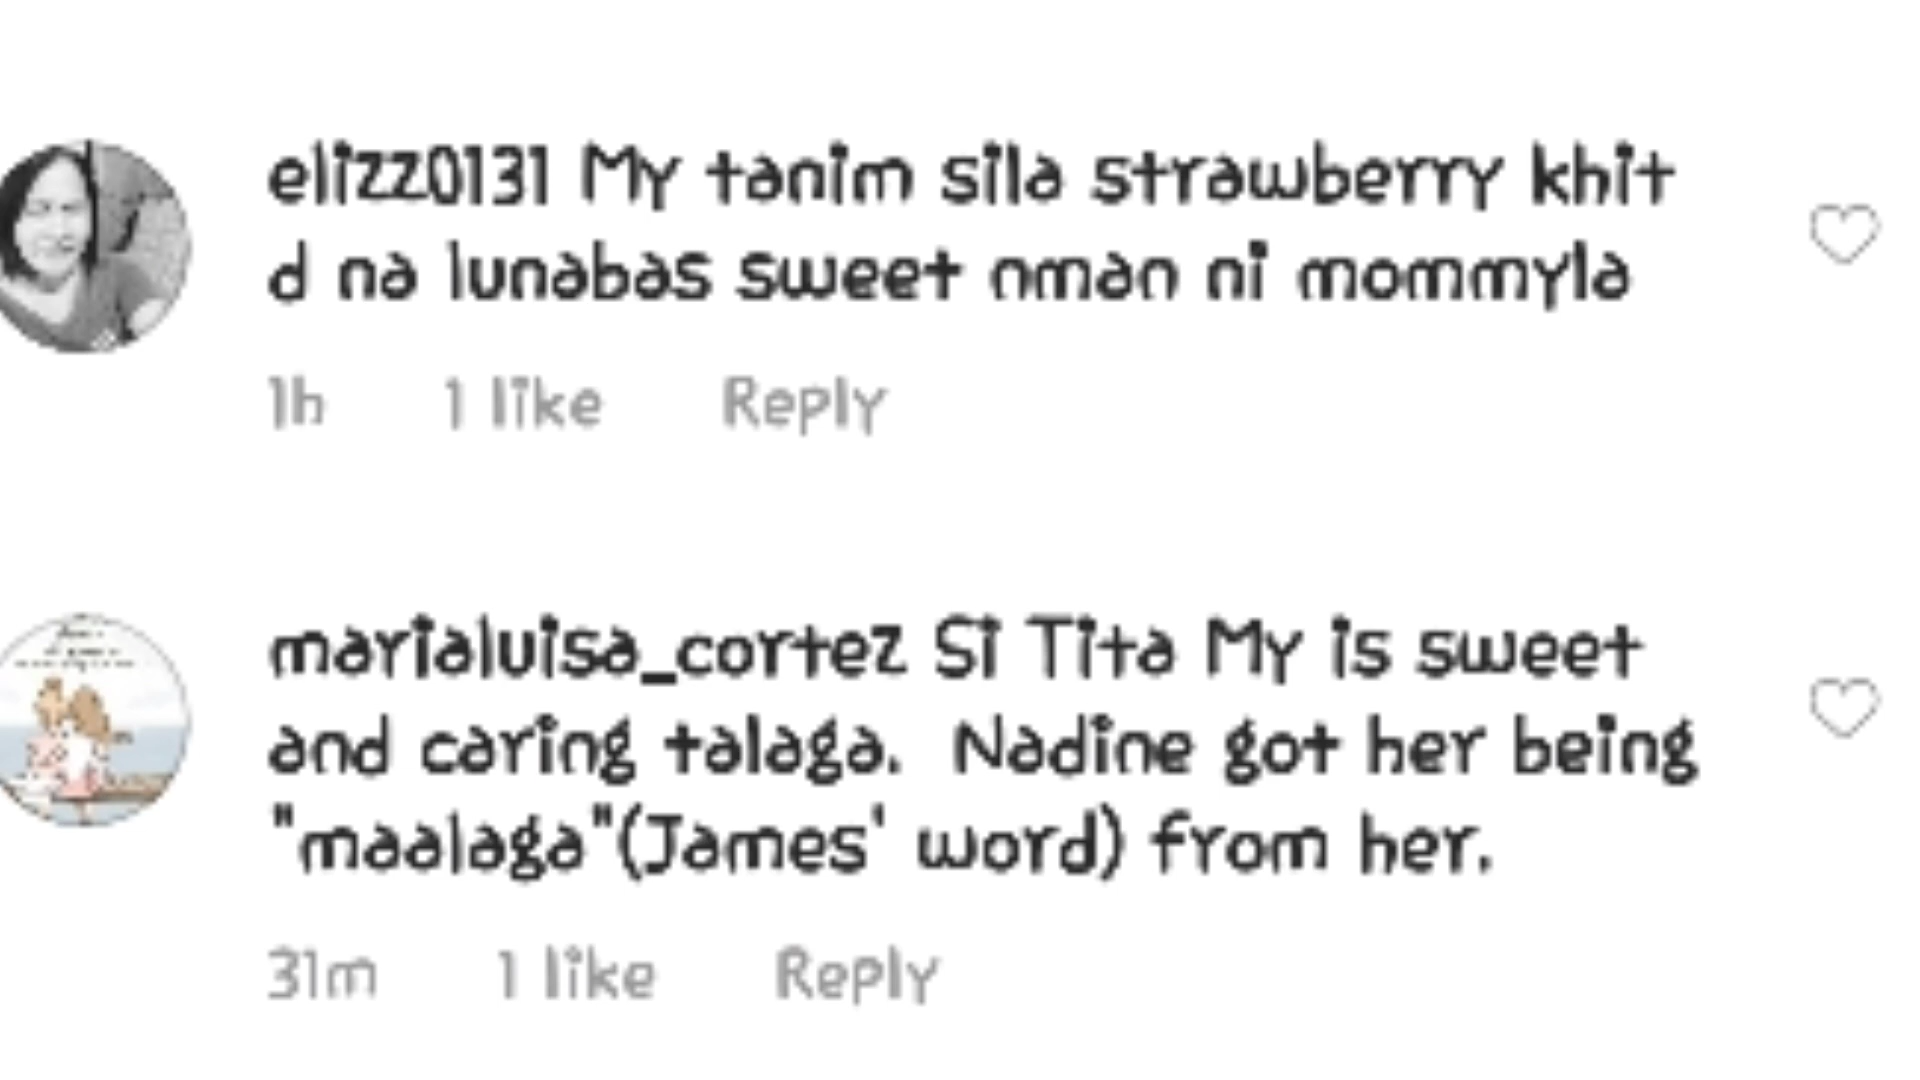 elizz0131 My tanim sila strawberry khit
d na lunabas sweet nman ni mommyla
1h 1 like Reply
marialuisa_cortez Si Tita My is sweet
and caring talaga. Nadine got her being
"maalaga"(James' word) from her.
31m 1 like Reply